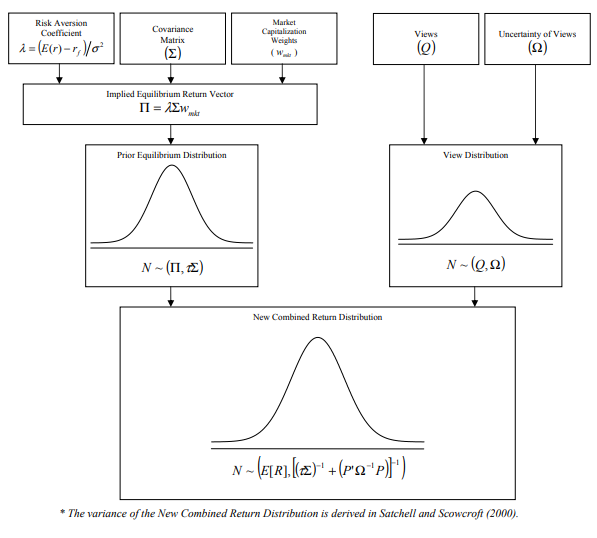 Risk Aversion
Coefficient
λ = (E(r) − r_f)/σ²
Covariance
Matrix
(Σ)
Market
Capitalization
Weights
(w_mkt)
Views
(Q)
Uncertainty of Views
(Ω)
Implied Equilibrium Return Vector
Π = λΣw_mkt
Prior Equilibrium Distribution
N ~ (Π, τΣ)
View Distribution
N ~ (Q, Ω)
New Combined Return Distribution
N ~ (E[R], [(τΣ)⁻¹ + (P'Ω⁻¹P)]⁻¹)
* The variance of the New Combined Return Distribution is derived in Satchell and Scowcroft (2000).